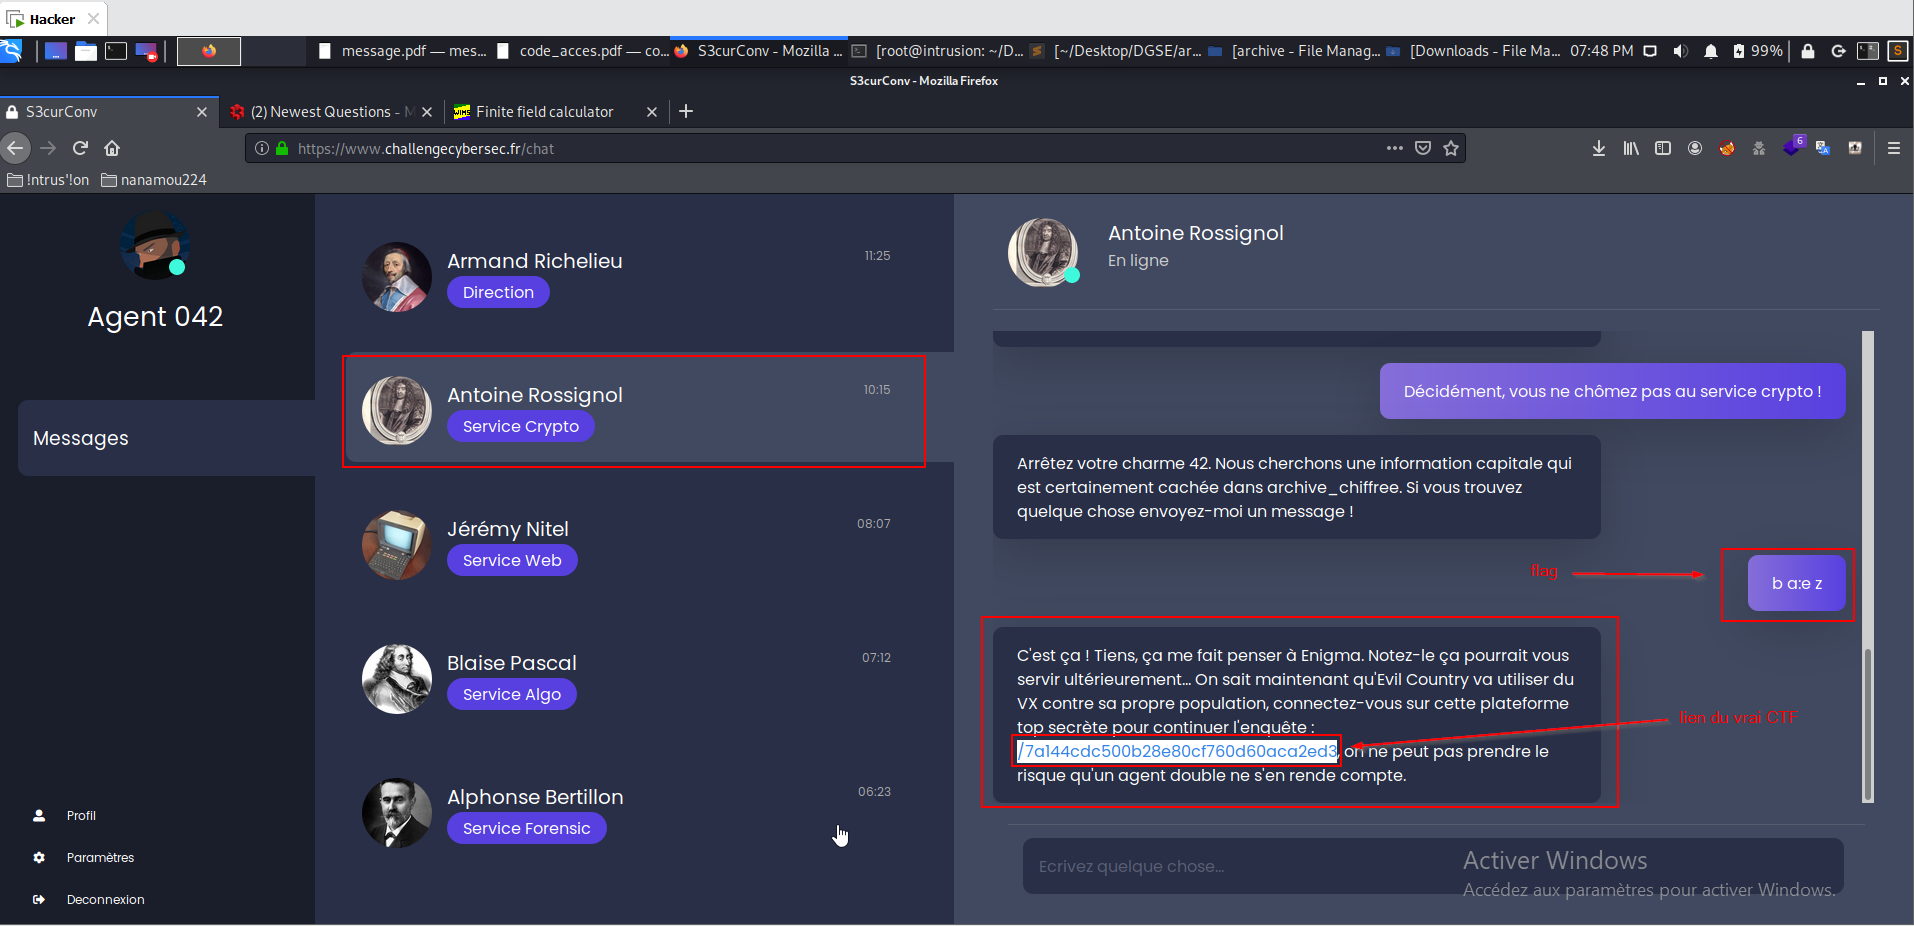 Hacker
message.pdf — mes...
code_acces.pdf — co...
S3curConv - Mozilla ...
[root@intrusion: ~/D...
[~/Desktop/DGSE/ar...
[archive - File Manag...
[Downloads - File Ma...
07:48 PM
99%
S
S3curConv - Mozilla Firefox
S3curConv
(2) Newest Questions - M
WIMS
Finite field calculator
https://www.challengecybersec.fr/chat
6
!ntrus'!on
nanamou224
Agent 042
Messages
Profil
Paramètres
Deconnexion
Armand Richelieu
11:25
Direction
Antoine Rossignol
10:15
Service Crypto
Jérémy Nitel
08:07
Service Web
Blaise Pascal
07:12
Service Algo
Alphonse Bertillon
06:23
Service Forensic
Antoine Rossignol
En ligne
Décidément, vous ne chômez pas au service crypto !
Arrêtez votre charme 42. Nous cherchons une information capitale qui
est certainement cachée dans archive_chiffree. Si vous trouvez
quelque chose envoyez-moi un message !
flag
b a:e z
C'est ça ! Tiens, ça me fait penser à Enigma. Notez-le ça pourrait vous
servir ultérieurement... On sait maintenant qu'Evil Country va utiliser du
VX contre sa propre population, connectez-vous sur cette plateforme
top secrète pour continuer l'enquête :
/7a144cdc500b28e80cf760d60aca2ed3, on ne peut pas prendre le
risque qu'un agent double ne s'en rende compte.
lien du vrai CTF
Ecrivez quelque chose...
Activer Windows
Accédez aux paramètres pour activer Windows.